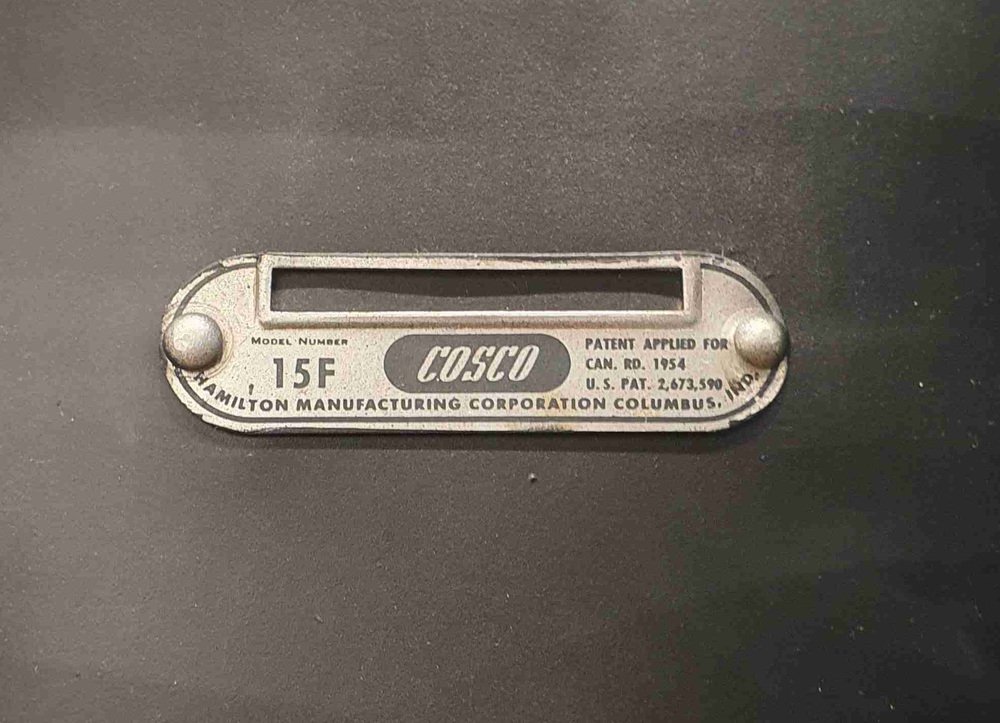 MODEL NUMBER
15F
COSCO
PATENT APPLIED FOR
CAN. RD. 1954
U.S. PAT. 2,673,590
HAMILTON MANUFACTURING CORPORATION COLUMBUS, IND.